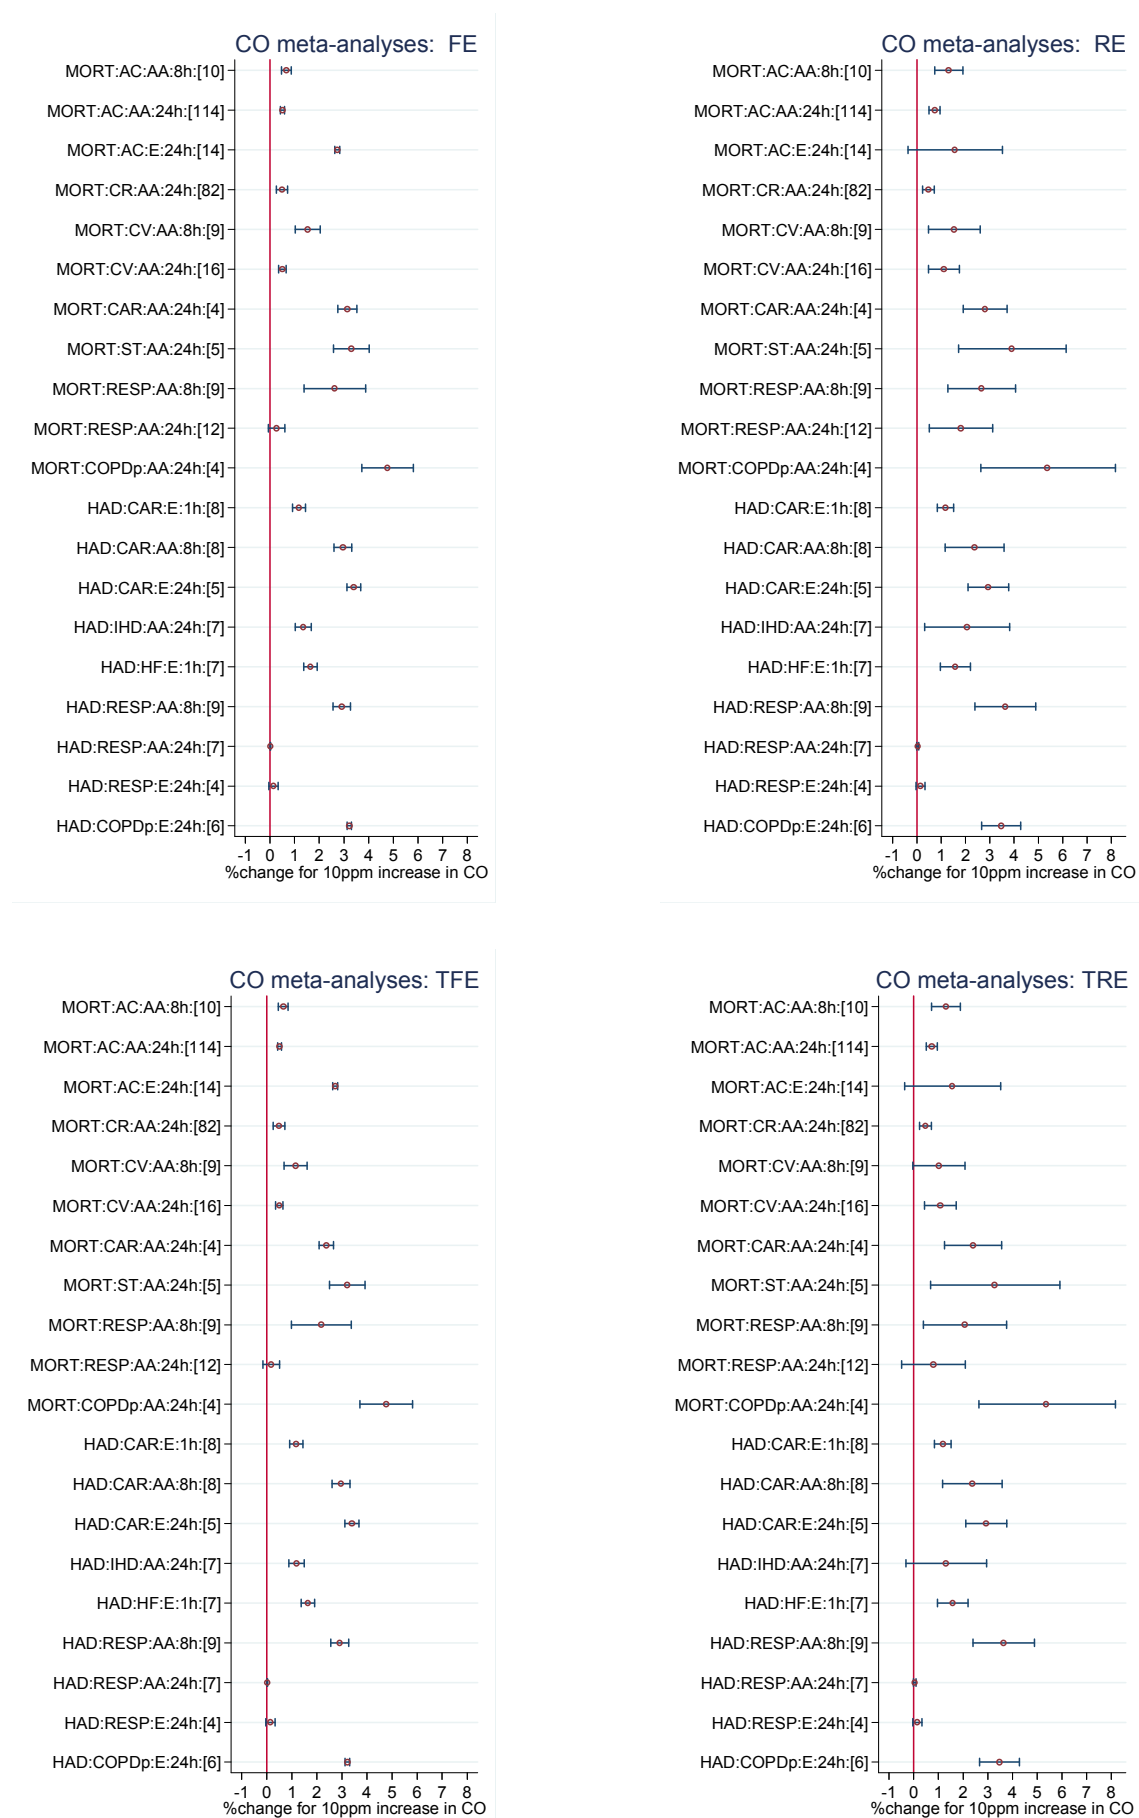 CO meta-analyses:  FE
MORT:AC:AA:8h:[10]
MORT:AC:AA:24h:[114]
MORT:AC:E:24h:[14]
MORT:CR:AA:24h:[82]
MORT:CV:AA:8h:[9]
MORT:CV:AA:24h:[16]
MORT:CAR:AA:24h:[4]
MORT:ST:AA:24h:[5]
MORT:RESP:AA:8h:[9]
MORT:RESP:AA:24h:[12]
MORT:COPDp:AA:24h:[4]
HAD:CAR:E:1h:[8]
HAD:CAR:AA:8h:[8]
HAD:CAR:E:24h:[5]
HAD:IHD:AA:24h:[7]
HAD:HF:E:1h:[7]
HAD:RESP:AA:8h:[9]
HAD:RESP:AA:24h:[7]
HAD:RESP:E:24h:[4]
HAD:COPDp:E:24h:[6]
-1 0 1 2 3 4 5 6 7 8
%change for 10ppm increase in CO
CO meta-analyses:  RE
MORT:AC:AA:8h:[10]
MORT:AC:AA:24h:[114]
MORT:AC:E:24h:[14]
MORT:CR:AA:24h:[82]
MORT:CV:AA:8h:[9]
MORT:CV:AA:24h:[16]
MORT:CAR:AA:24h:[4]
MORT:ST:AA:24h:[5]
MORT:RESP:AA:8h:[9]
MORT:RESP:AA:24h:[12]
MORT:COPDp:AA:24h:[4]
HAD:CAR:E:1h:[8]
HAD:CAR:AA:8h:[8]
HAD:CAR:E:24h:[5]
HAD:IHD:AA:24h:[7]
HAD:HF:E:1h:[7]
HAD:RESP:AA:8h:[9]
HAD:RESP:AA:24h:[7]
HAD:RESP:E:24h:[4]
HAD:COPDp:E:24h:[6]
-1 0 1 2 3 4 5 6 7 8
%change for 10ppm increase in CO
CO meta-analyses: TFE
MORT:AC:AA:8h:[10]
MORT:AC:AA:24h:[114]
MORT:AC:E:24h:[14]
MORT:CR:AA:24h:[82]
MORT:CV:AA:8h:[9]
MORT:CV:AA:24h:[16]
MORT:CAR:AA:24h:[4]
MORT:ST:AA:24h:[5]
MORT:RESP:AA:8h:[9]
MORT:RESP:AA:24h:[12]
MORT:COPDp:AA:24h:[4]
HAD:CAR:E:1h:[8]
HAD:CAR:AA:8h:[8]
HAD:CAR:E:24h:[5]
HAD:IHD:AA:24h:[7]
HAD:HF:E:1h:[7]
HAD:RESP:AA:8h:[9]
HAD:RESP:AA:24h:[7]
HAD:RESP:E:24h:[4]
HAD:COPDp:E:24h:[6]
-1 0 1 2 3 4 5 6 7 8
%change for 10ppm increase in CO
CO meta-analyses: TRE
MORT:AC:AA:8h:[10]
MORT:AC:AA:24h:[114]
MORT:AC:E:24h:[14]
MORT:CR:AA:24h:[82]
MORT:CV:AA:8h:[9]
MORT:CV:AA:24h:[16]
MORT:CAR:AA:24h:[4]
MORT:ST:AA:24h:[5]
MORT:RESP:AA:8h:[9]
MORT:RESP:AA:24h:[12]
MORT:COPDp:AA:24h:[4]
HAD:CAR:E:1h:[8]
HAD:CAR:AA:8h:[8]
HAD:CAR:E:24h:[5]
HAD:IHD:AA:24h:[7]
HAD:HF:E:1h:[7]
HAD:RESP:AA:8h:[9]
HAD:RESP:AA:24h:[7]
HAD:RESP:E:24h:[4]
HAD:COPDp:E:24h:[6]
-1 0 1 2 3 4 5 6 7 8
%change for 10ppm increase in CO